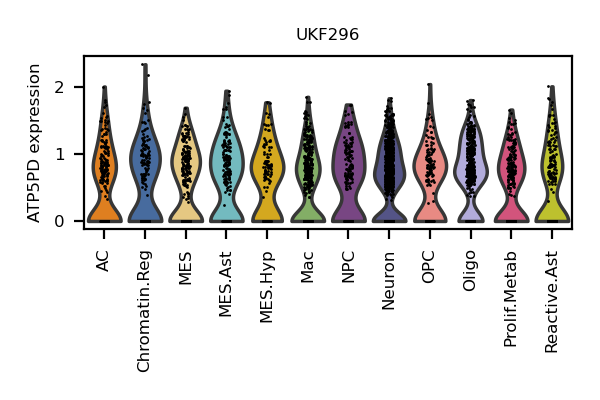 UKF296
ATP5PD expression
2
1
0
AC
Chromatin.Reg
MES
MES.Ast
MES.Hyp
Mac
NPC
Neuron
OPC
Oligo
Prolif.Metab
Reactive.Ast